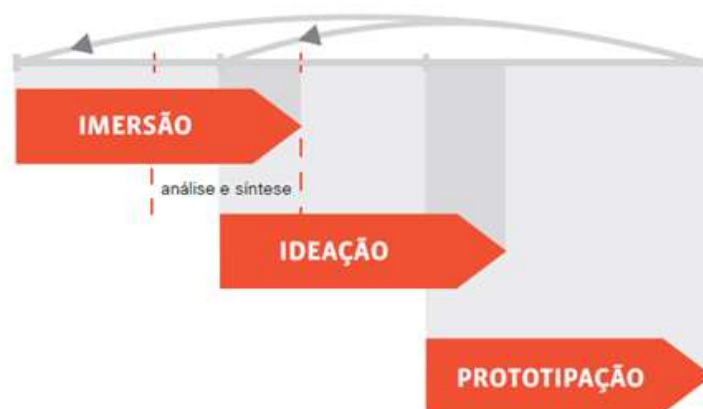 IMERSÃO
análise e síntese
IDEAÇÃO
PROTOTIPAÇÃO